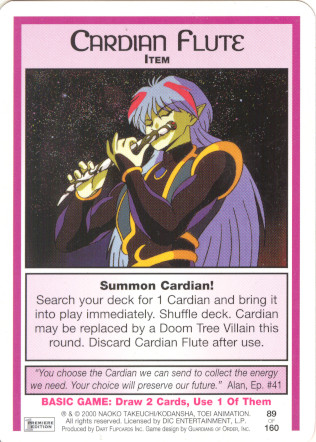 CARDIAN FLUTE
ITEM
Summon Cardian!
Search your deck for 1 Cardian and bring it
into play immediately. Shuffle deck. Cardian
may be replaced by a Doom Tree Villain this
round. Discard Cardian Flute after use.
"You choose the Cardian we can send to collect the energy
we need. Your choice will preserve our future." Alan, Ep. #41
BASIC GAME: Draw 2 Cards, Use 1 Of Them
PREMIERE
EDITION
® & © 2000 NAOKO TAKEUCHI/KODANSHA, TOEI ANIMATION.
All rights reserved. Licensed by DIC ENTERTAINMENT, L.P.
Produced by DART FLIPCARDS INC. Game design by GUARDIANS OF ORDER, INC.
89
OF
160